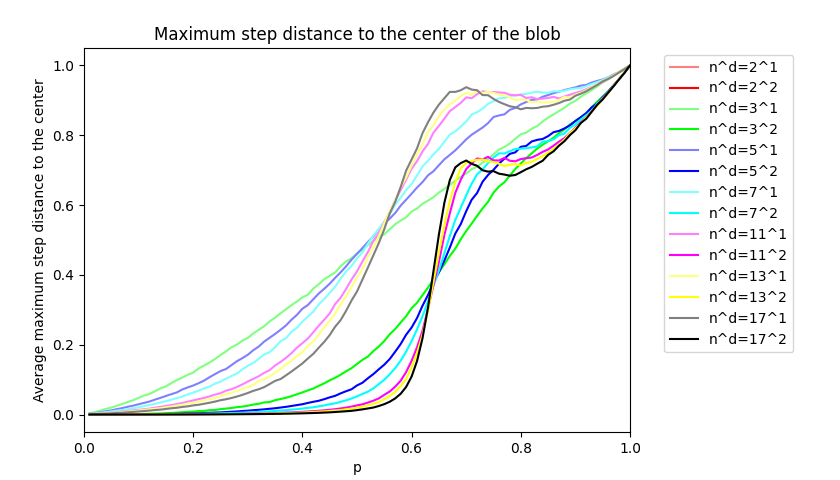 Maximum step distance to the center of the blob
Average maximum step distance to the center
1.0
0.8
0.6
0.4
0.2
0.0
0.0 0.2 0.4 0.6 0.8 1.0
p
n^d=2^1
n^d=2^2
n^d=3^1
n^d=3^2
n^d=5^1
n^d=5^2
n^d=7^1
n^d=7^2
n^d=11^1
n^d=11^2
n^d=13^1
n^d=13^2
n^d=17^1
n^d=17^2